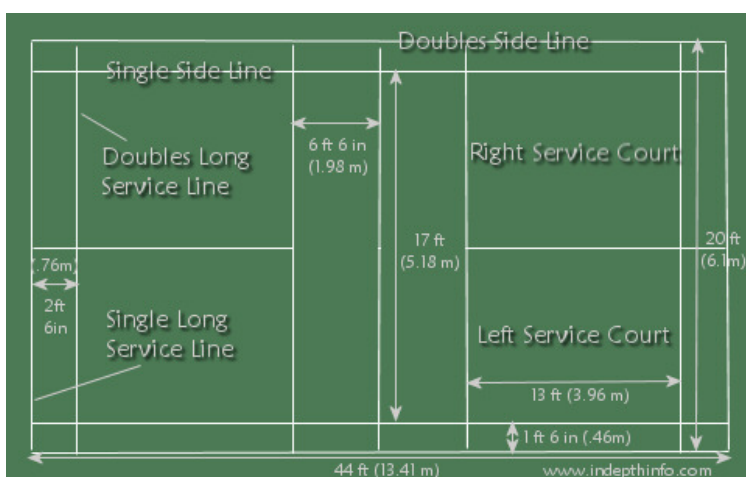 Doubles Side Line
Single Side Line
6 ft 6 in
(1.98 m)
Doubles Long
Service Line
Right Service Court
17 ft
(5.18 m)
20 ft
(6.1m)
(.76m)
2ft
6in
Single Long
Service Line
Left Service Court
13 ft (3.96 m)
1 ft 6 in (.46m)
44 ft (13.41 m)
www.indepthinfo.com